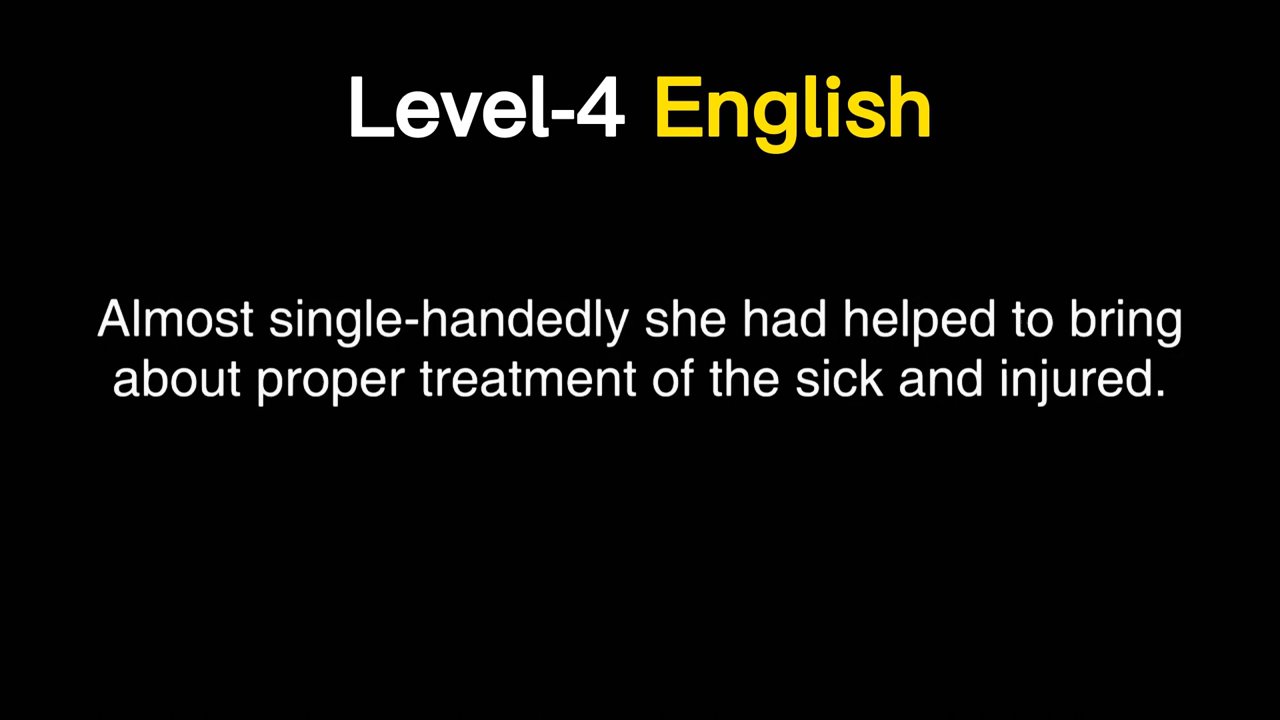 Level-4 English
Almost single-handedly she had helped to bring
about proper treatment of the sick and injured.